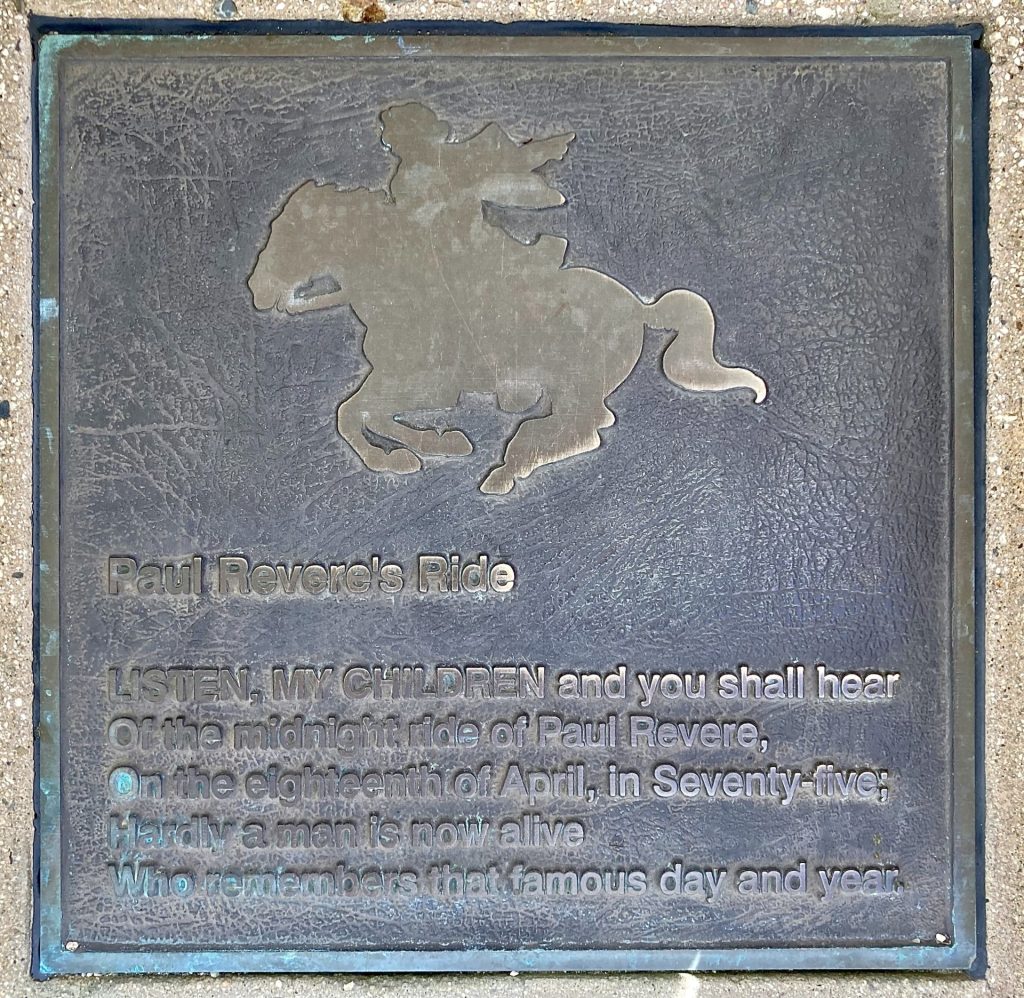 Paul Revere's Ride
LISTEN, MY CHILDREN and you shall hear
Of the midnight ride of Paul Revere,
On the eighteenth of April, in Seventy-five;
Hardly a man is now alive
Who remembers that famous day and year.